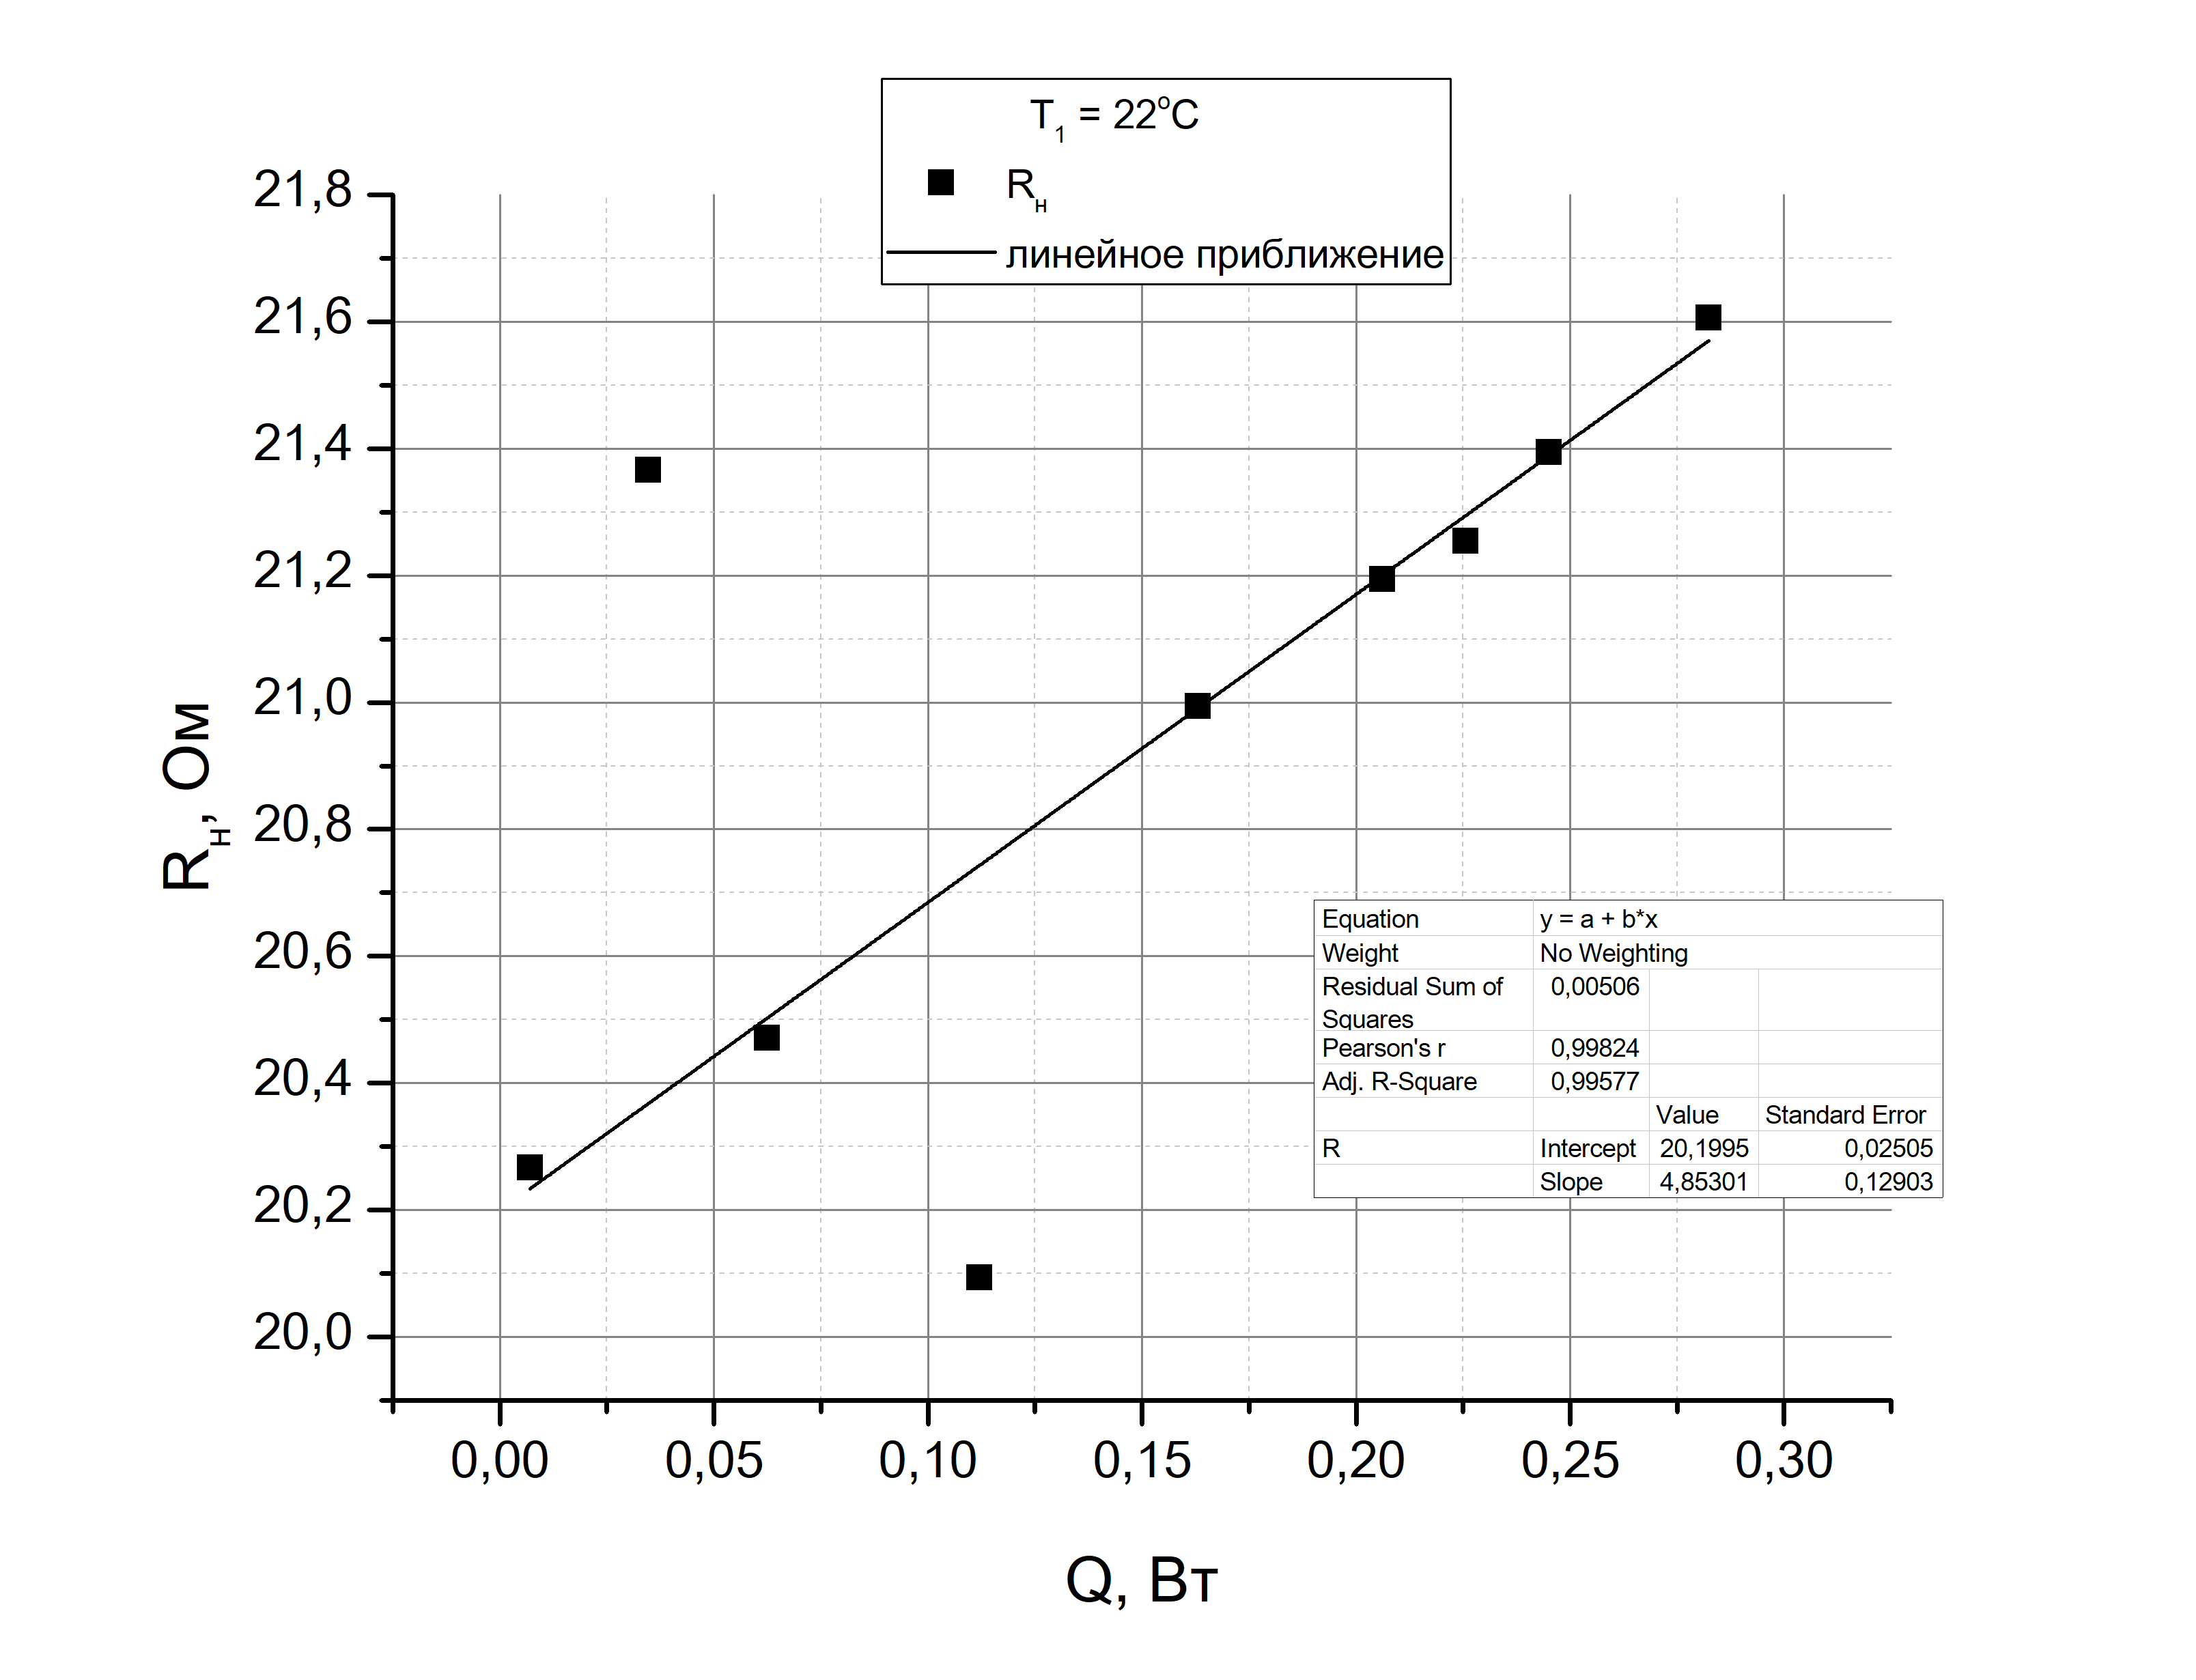 T1 = 22oC
Rн
линейное приближение
21,8
21,6
21,4
21,2
21,0
20,8
20,6
20,4
20,2
20,0
Rн, Ом
Equation y = a + b*x
Weight No Weighting
Residual Sum of Squares 0,00506
Pearson's r 0,99824
Adj. R-Square 0,99577
Value Standard Error
R Intercept 20,1995 0,02505
Slope 4,85301 0,12903
0,00 0,05 0,10 0,15 0,20 0,25 0,30
Q, Вт